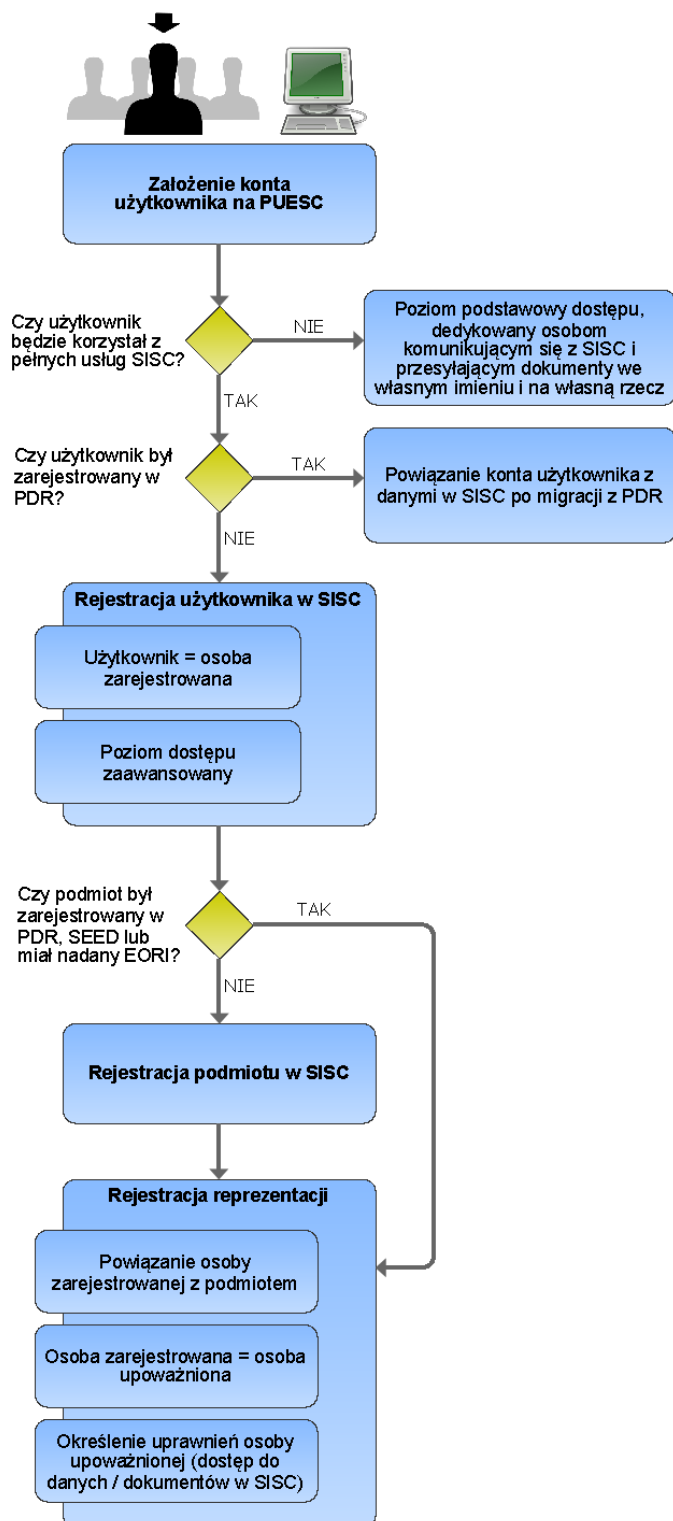 Założenie konta
użytkownika na PUESC
Czy użytkownik
będzie korzystał z
pełnych usług SISC?
NIE
Poziom podstawowy dostępu,
dedykowany osobom
komunikującym się z SISC i
przesyłającym dokumenty we
własnym imieniu i na własną rzecz
TAK
Czy użytkownik był
zarejestrowany w
PDR?
TAK
Powiązanie konta użytkownika z
danymi w SISC po migracji z PDR
NIE
Rejestracja użytkownika w SISC
Użytkownik = osoba
zarejestrowana
Poziom dostępu
zaawansowany
Czy podmiot był
zarejestrowany w
PDR, SEED lub
miał nadany EORI?
TAK
NIE
Rejestracja podmiotu w SISC
Rejestracja reprezentacji
Powiązanie osoby
zarejestrowanej z podmiotem
Osoba zarejestrowana = osoba
upoważniona
Określenie uprawnień osoby
upoważnionej (dostęp do
danych / dokumentów w SISC)